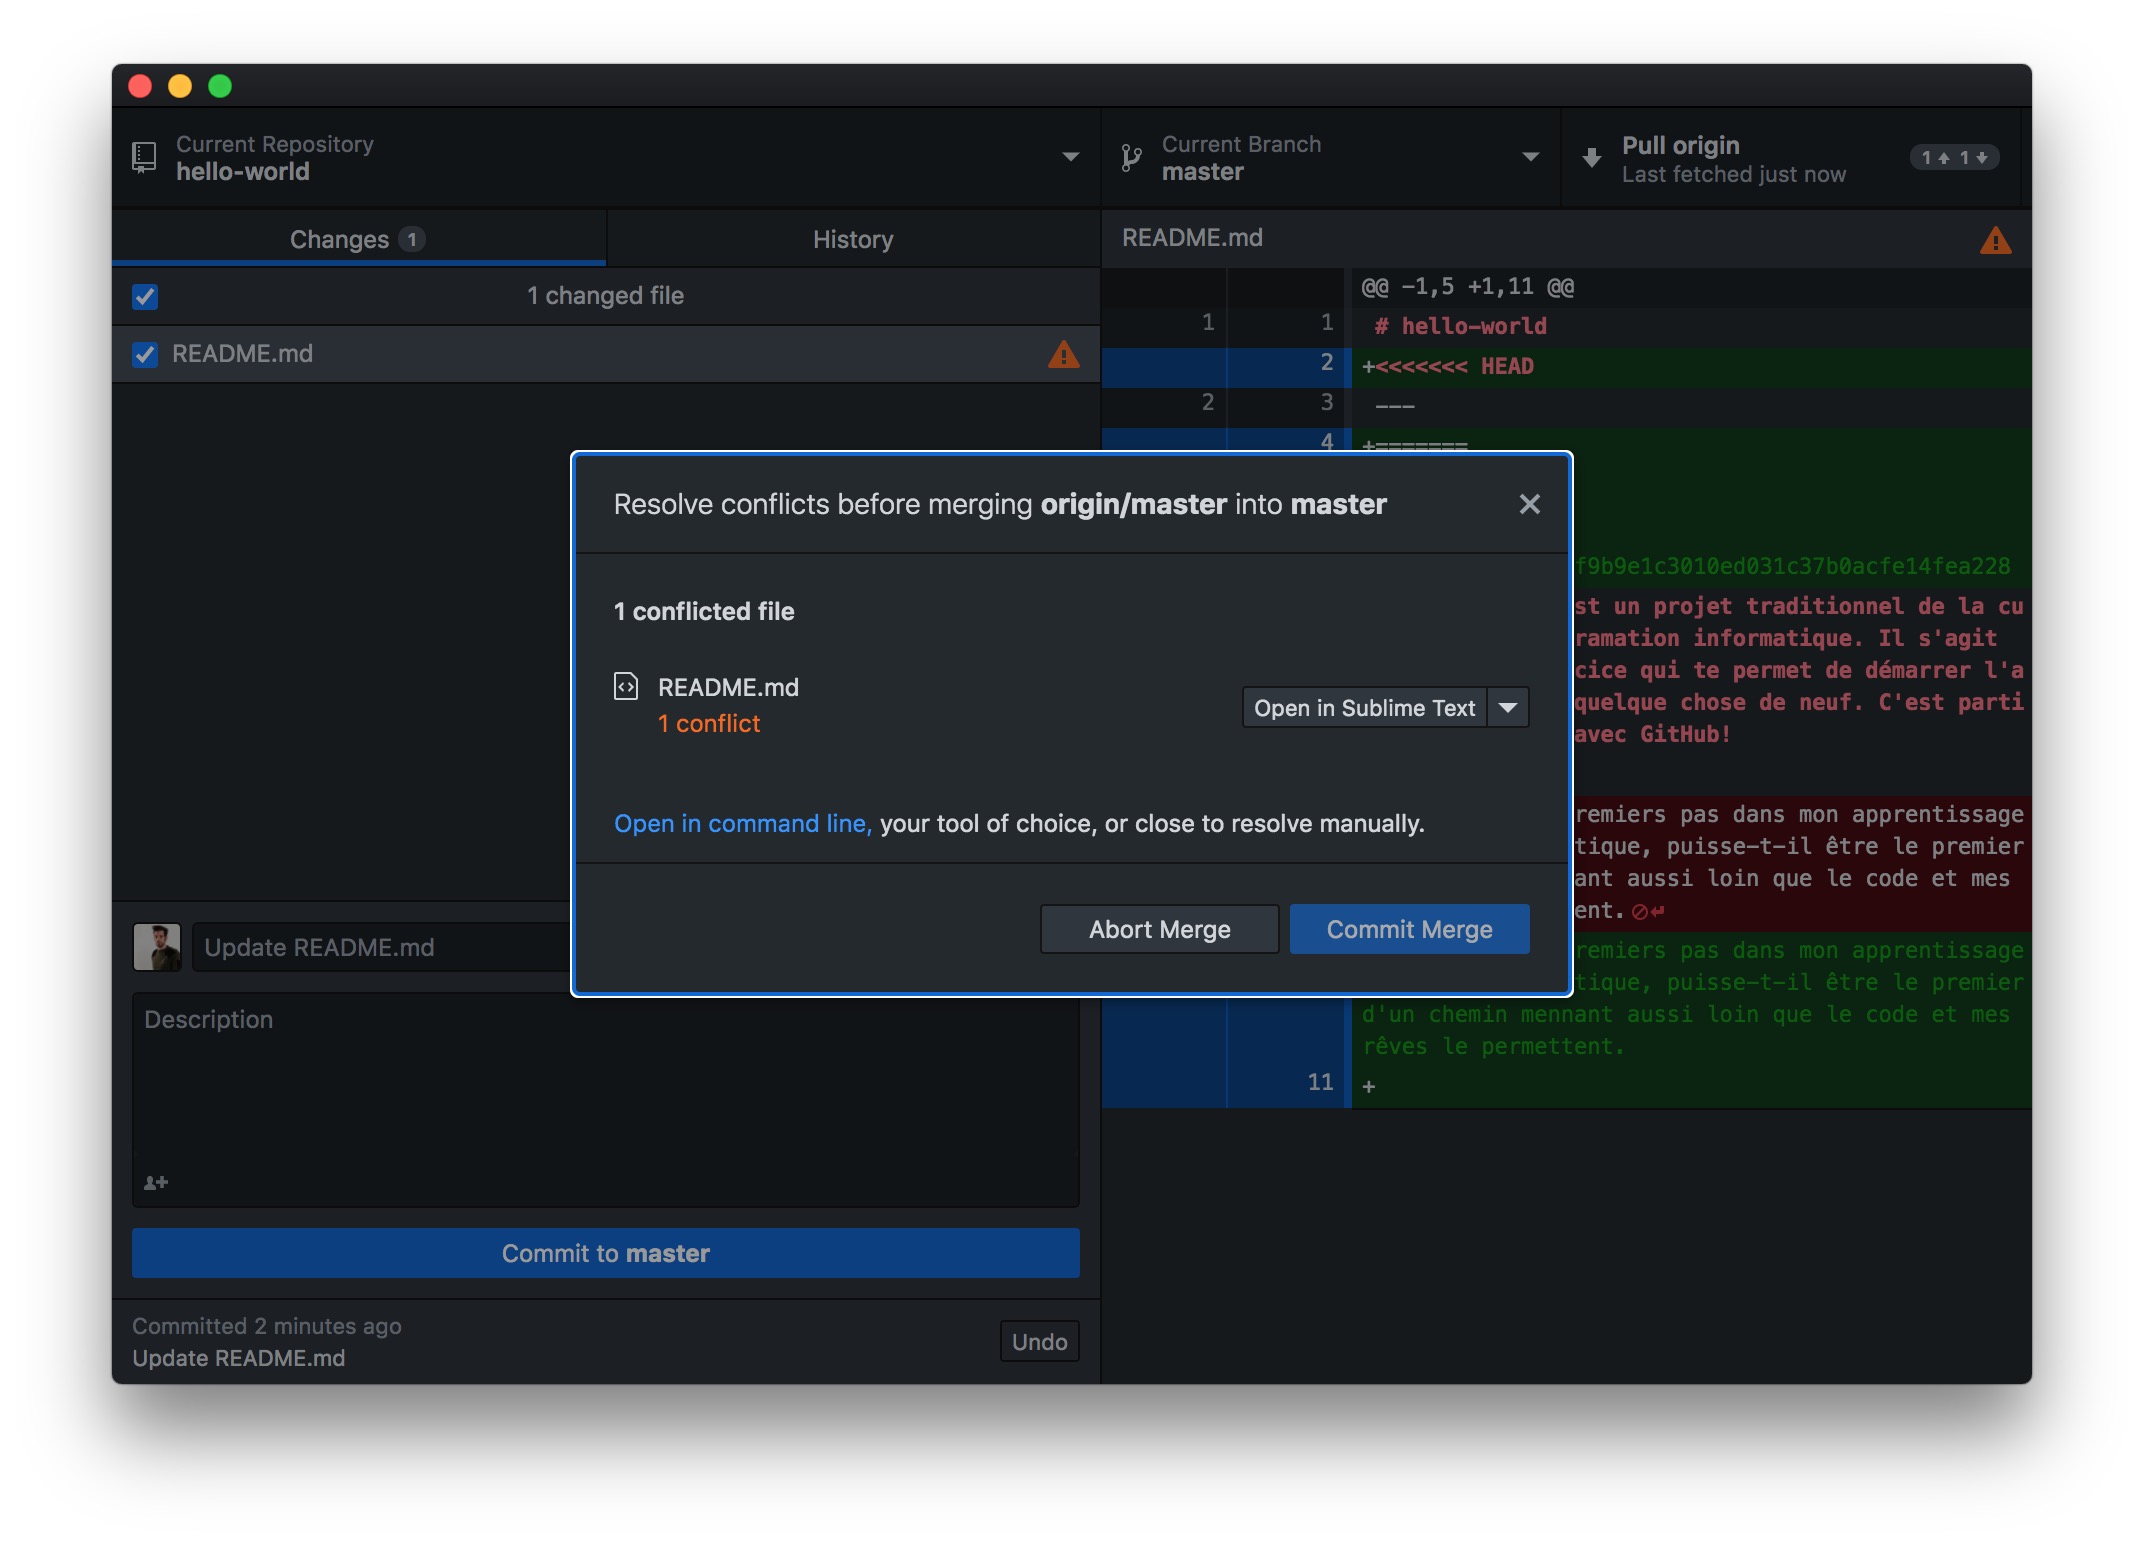 Current Repository
hello-world
Current Branch
master
Pull origin
Last fetched just now
1 1
Changes 1
History
README.md
1 changed file
README.md
@@ -1,5 +1,11 @@
1 1 # hello-world
2 +<<<<<<< HEAD
2 3 ---
4 +=======
f9b9e1c3010ed031c37b0acfe14fea228
st un projet traditionnel de la cu
ramation informatique. Il s'agit
cice qui te permet de démarrer l'a
quelque chose de neuf. C'est parti
avec GitHub!
remiers pas dans mon apprentissage
tique, puisse-t-il être le premier
ant aussi loin que le code et mes
ent.
remiers pas dans mon apprentissage
tique, puisse-t-il être le premier
d'un chemin mennant aussi loin que le code et mes
rêves le permettent.
11 +
Resolve conflicts before merging origin/master into master
1 conflicted file
README.md
1 conflict
Open in Sublime Text
Open in command line, your tool of choice, or close to resolve manually.
Abort Merge
Commit Merge
Update README.md
Description
Commit to master
Committed 2 minutes ago
Update README.md
Undo